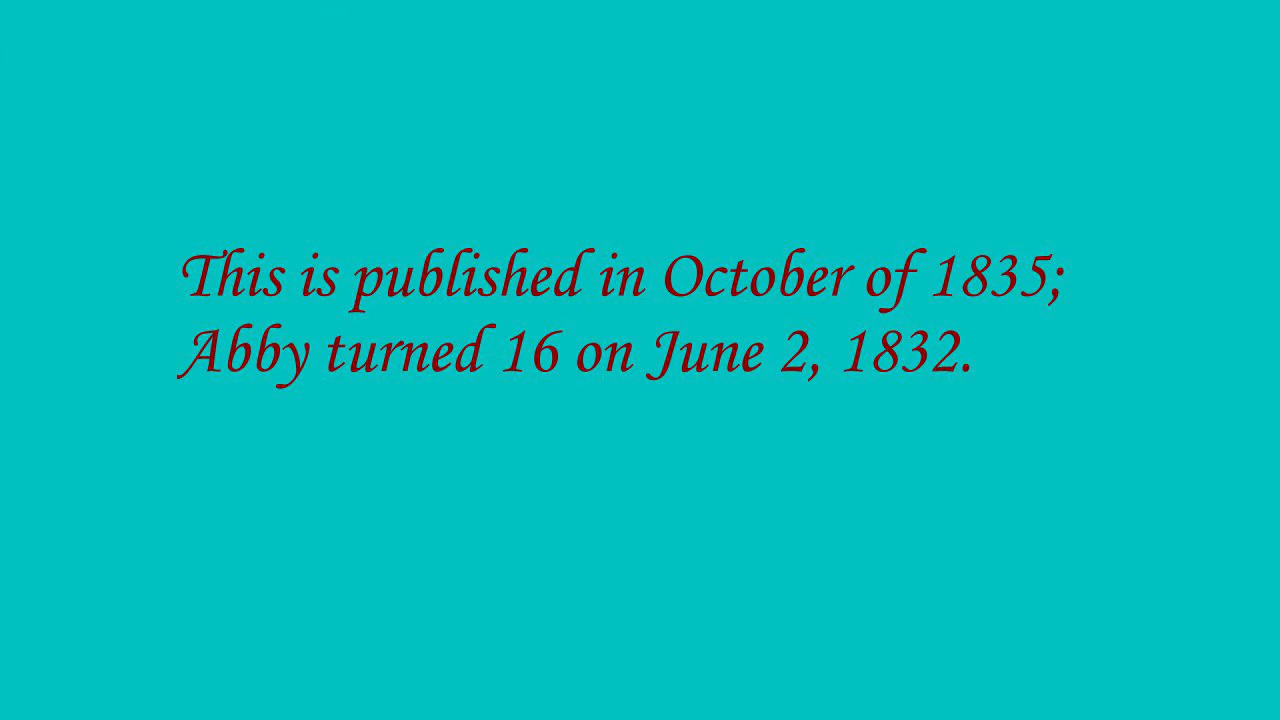 This is published in October of 1835;
Abby turned 16 on June 2, 1832.